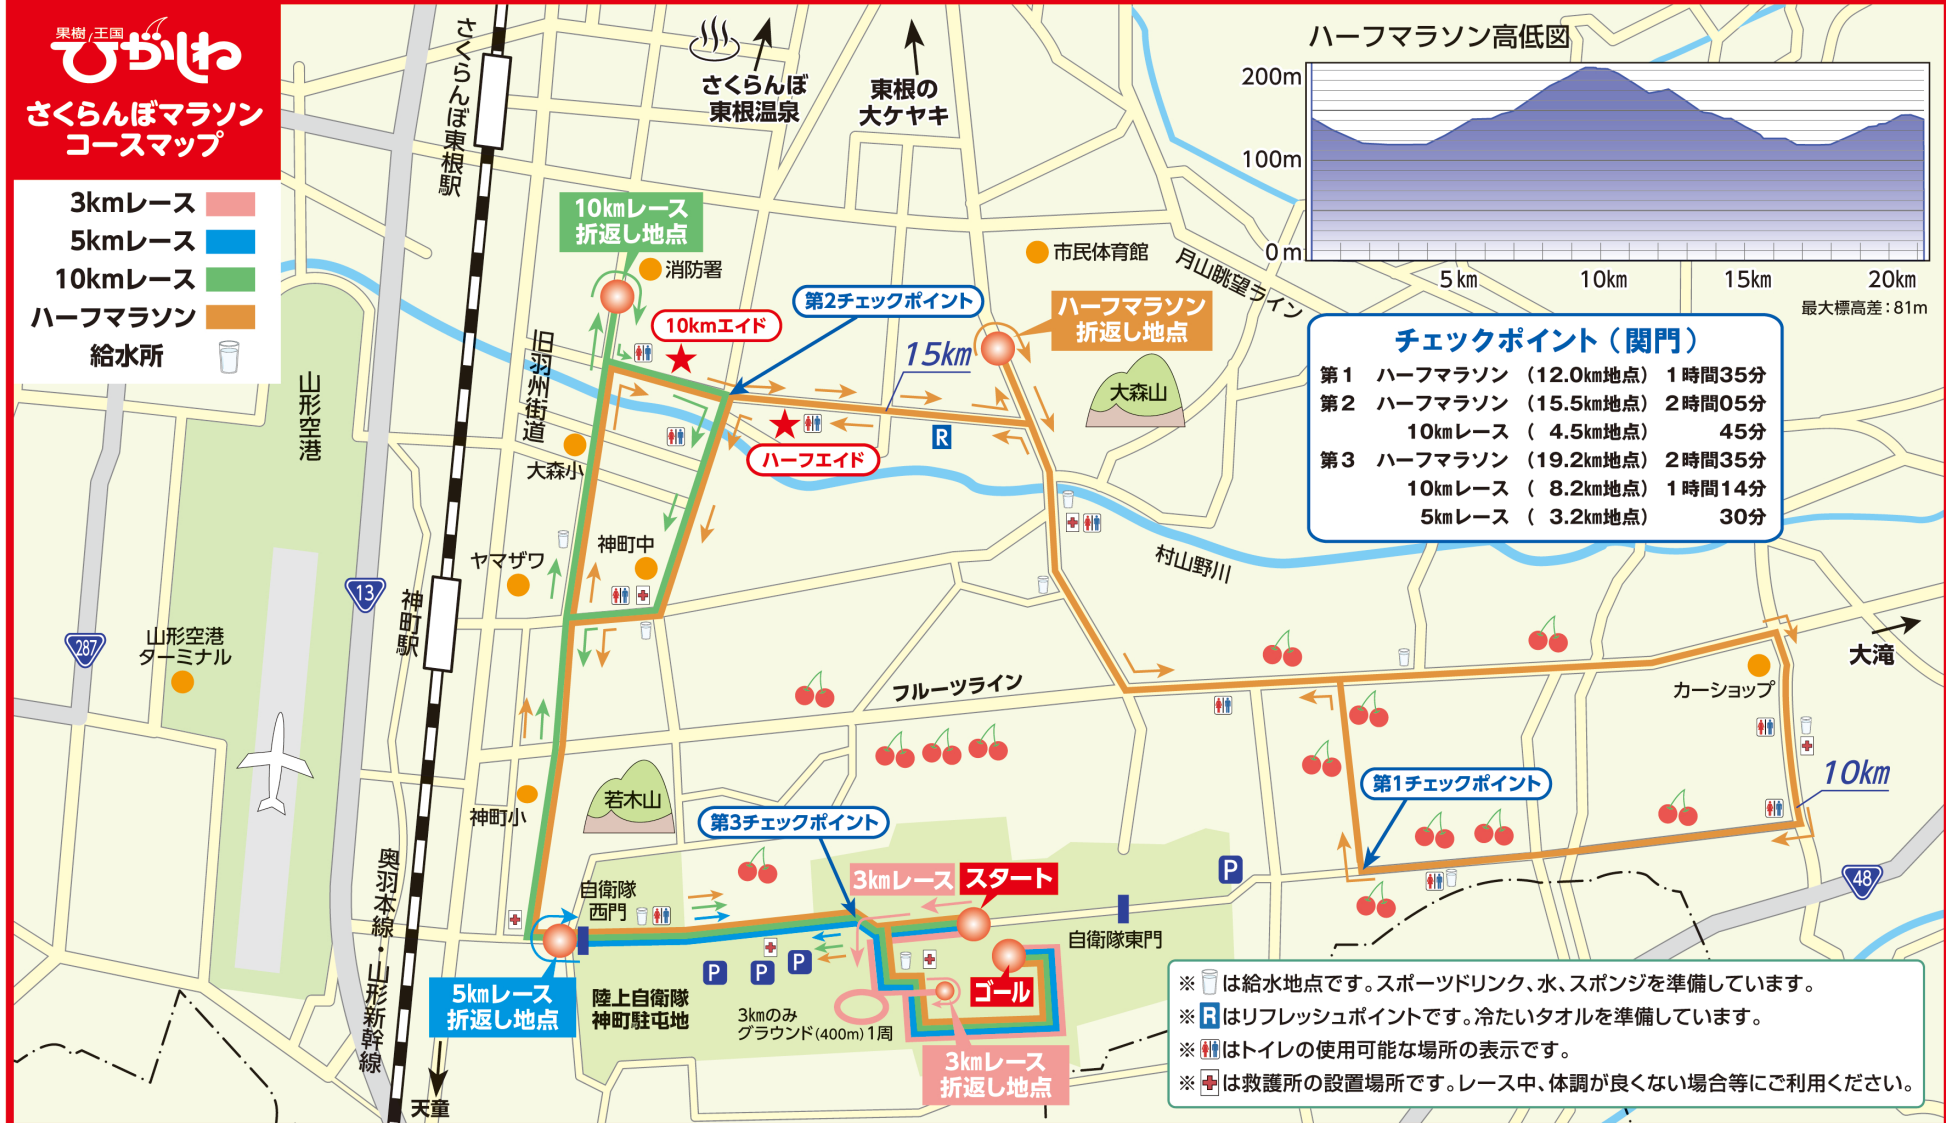 果樹王国
ひがしね
さくらんぼマラソン
コースマップ
3kmレース
5kmレース
10kmレース
ハーフマラソン
給水所
さくらんぼ東根駅
さくらんぼ
東根温泉
東根の
大ケヤキ
ハーフマラソン高低図
200m
100m
0m
5km
10km
15km
20km
最大標高差：81m
10kmレース
折返し地点
消防署
市民体育館
月山眺望ライン
第2チェックポイント
ハーフマラソン
折返し地点
10kmエイド
15km
大森山
旧羽州街道
R
ハーフエイド
大森小
チェックポイント（関門）
第1 ハーフマラソン （12.0km地点） 1時間35分
第2 ハーフマラソン （15.5km地点） 2時間05分
10kmレース （ 4.5km地点） 45分
第3 ハーフマラソン （19.2km地点） 2時間35分
10kmレース （ 8.2km地点） 1時間14分
5kmレース （ 3.2km地点） 30分
山形空港
13
神町駅
ヤマザワ
神町中
村山野川
287
山形空港
ターミナル
大滝
カーショップ
フルーツライン
10km
第1チェックポイント
若木山
神町小
第3チェックポイント
奥羽本線・山形新幹線
自衛隊
西門
3kmレース
スタート
P
48
自衛隊東門
P
P
P
ゴール
5kmレース
折返し地点
陸上自衛隊
神町駐屯地
3kmのみ
グラウンド(400m)1周
3kmレース
折返し地点
天童
※は給水地点です。スポーツドリンク、水、スポンジを準備しています。
※Rはリフレッシュポイントです。冷たいタオルを準備しています。
※はトイレの使用可能な場所の表示です。
※は救護所の設置場所です。レース中、体調が良くない場合等にご利用ください。